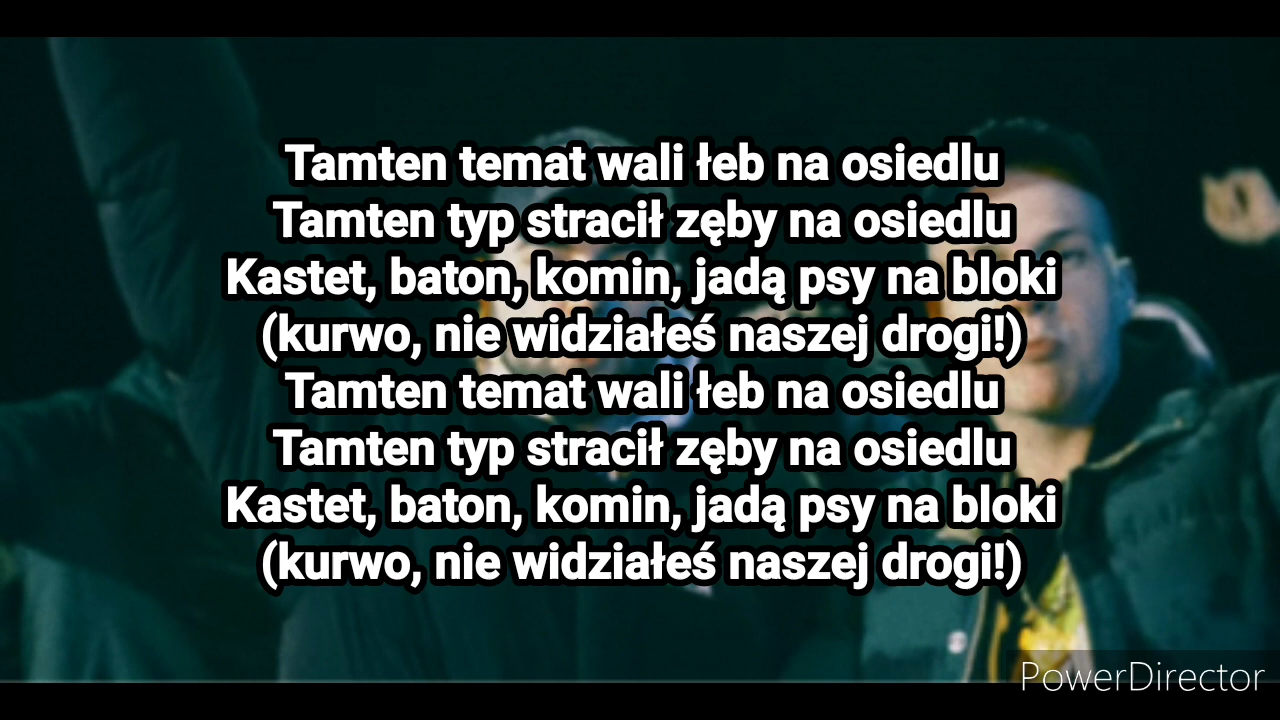 Tamten temat wali łeb na osiedlu
Tamten typ stracił zęby na osiedlu
Kastet, baton, komin, jadą psy na bloki
(kurwo, nie widziałeś naszej drogi!)
Tamten temat wali łeb na osiedlu
Tamten typ stracił zęby na osiedlu
Kastet, baton, komin, jadą psy na bloki
(kurwo, nie widziałeś naszej drogi!)
PowerDirector